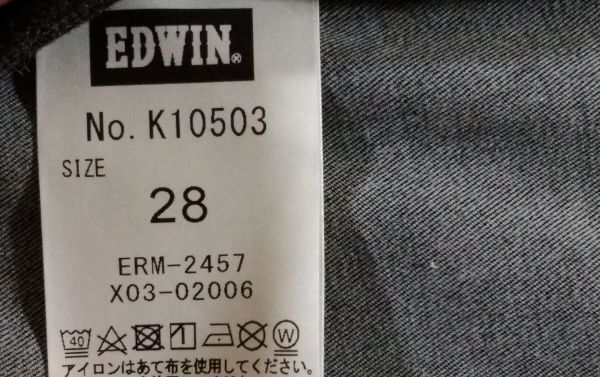 EDWIN®
No. K10503
SIZE
28
ERM-2457
X03-02006
40 W
アイロンはあて布を使用してください。